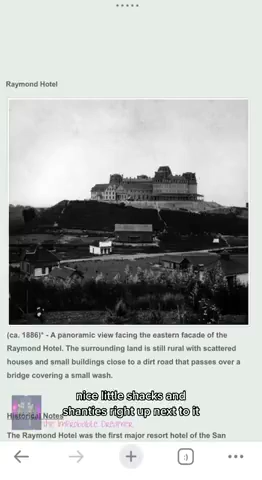 Raymond Hotel
(ca. 1886)* - A panoramic view facing the eastern facade of the
Raymond Hotel. The surrounding land is still rural with scattered
houses and small buildings close to a dirt road that passes over a
bridge covering a small wash.
nice little shacks and
shanties right up next to it
Historical Notes
The Improbable Dreamer
The Raymond Hotel was the first major resort hotel of the San
:)